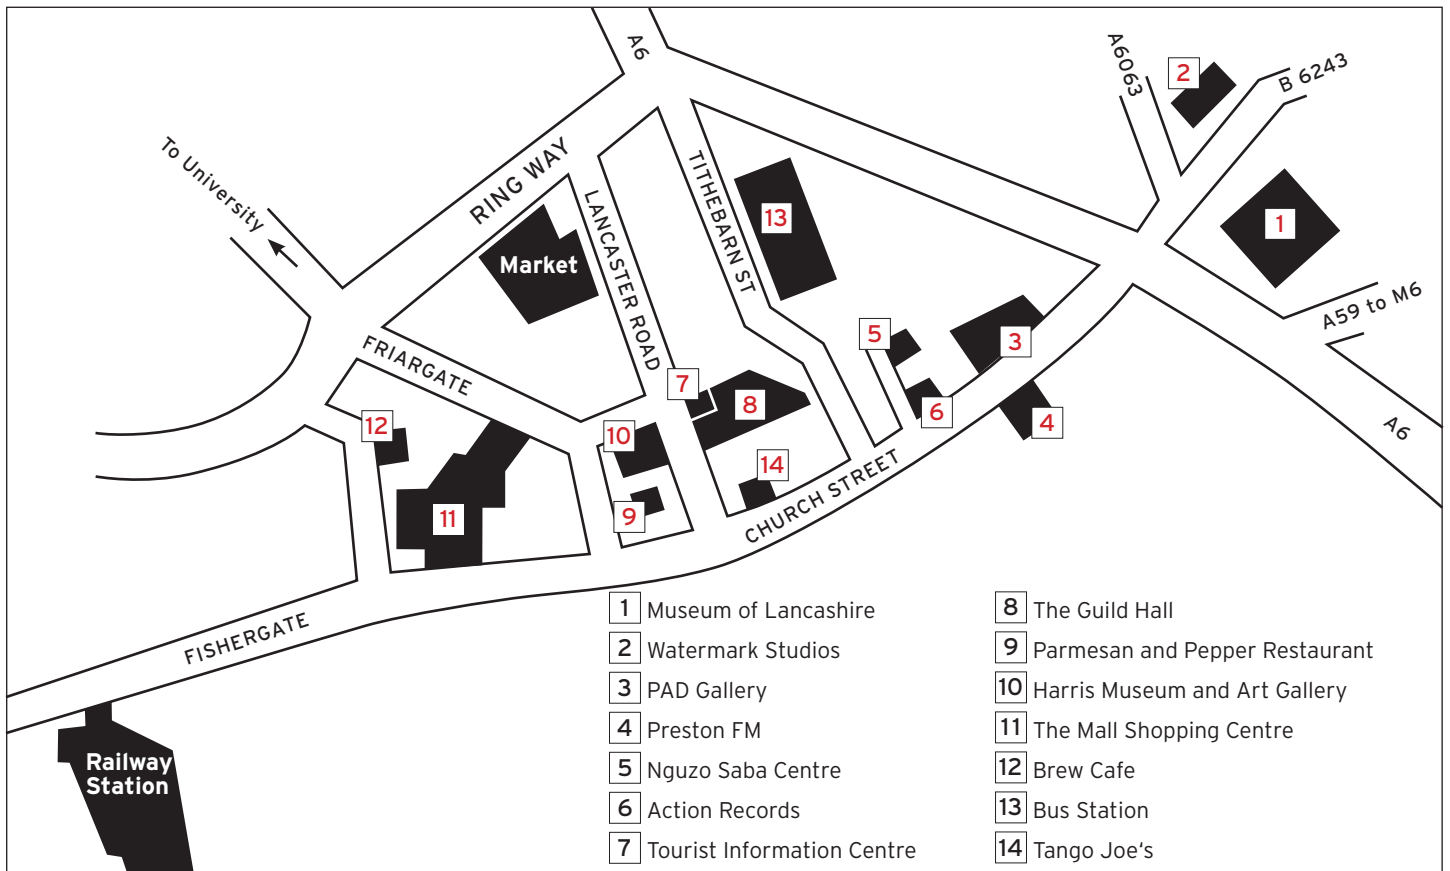 A6
A6063
2
B 6243
To University
RING WAY
LANCASTER ROAD
TITHEBARN ST
13
1
Market
A59 to M6
5
3
FRIARGATE
7
8
6
4
A6
12
10
14
CHURCH STREET
11
9
FISHERGATE
Railway
Station
1 Museum of Lancashire
2 Watermark Studios
3 PAD Gallery
4 Preston FM
5 Nguzo Saba Centre
6 Action Records
7 Tourist Information Centre
8 The Guild Hall
9 Parmesan and Pepper Restaurant
10 Harris Museum and Art Gallery
11 The Mall Shopping Centre
12 Brew Cafe
13 Bus Station
14 Tango Joe‘s